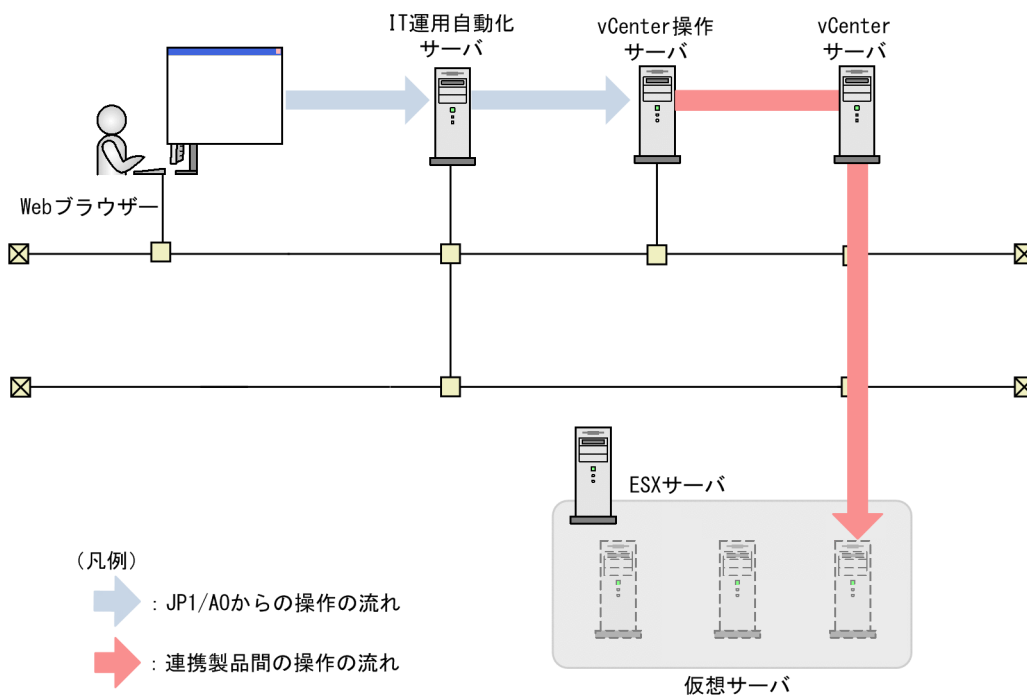 IT運用自動化
サーバ
vCenter操作
サーバ
vCenter
サーバ
Webブラウザー
ESXサーバ
(凡例)
：JP1/AOからの操作の流れ
：連携製品間の操作の流れ
仮想サーバ